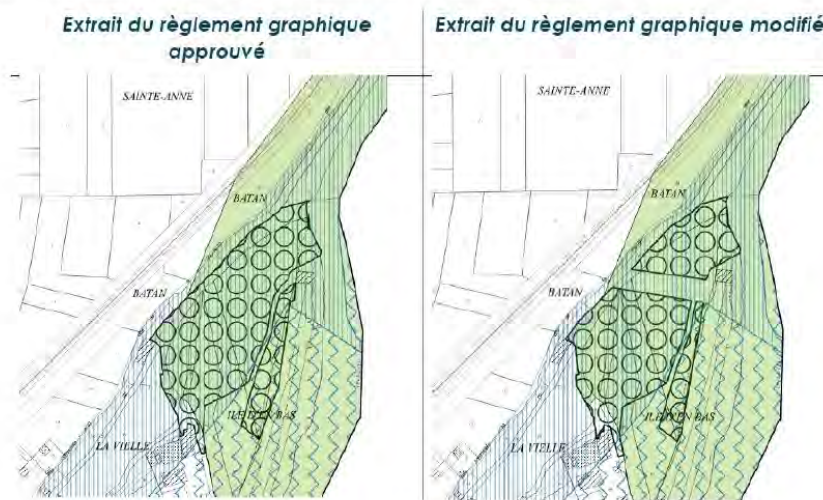 Extrait du règlement graphique
approuvé
SAINTE-ANNE
BATAN
BATAN
LA VIELLE
Extrait du règlement graphique modifié
SAINTE-ANNE
BATAN
BATAN
LA VIELLE